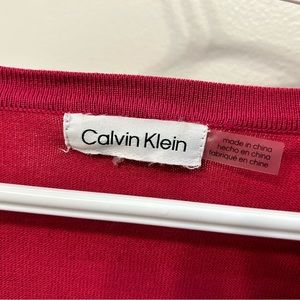 Calvin Klein
made in china
hecho en china
fabriqué en chine